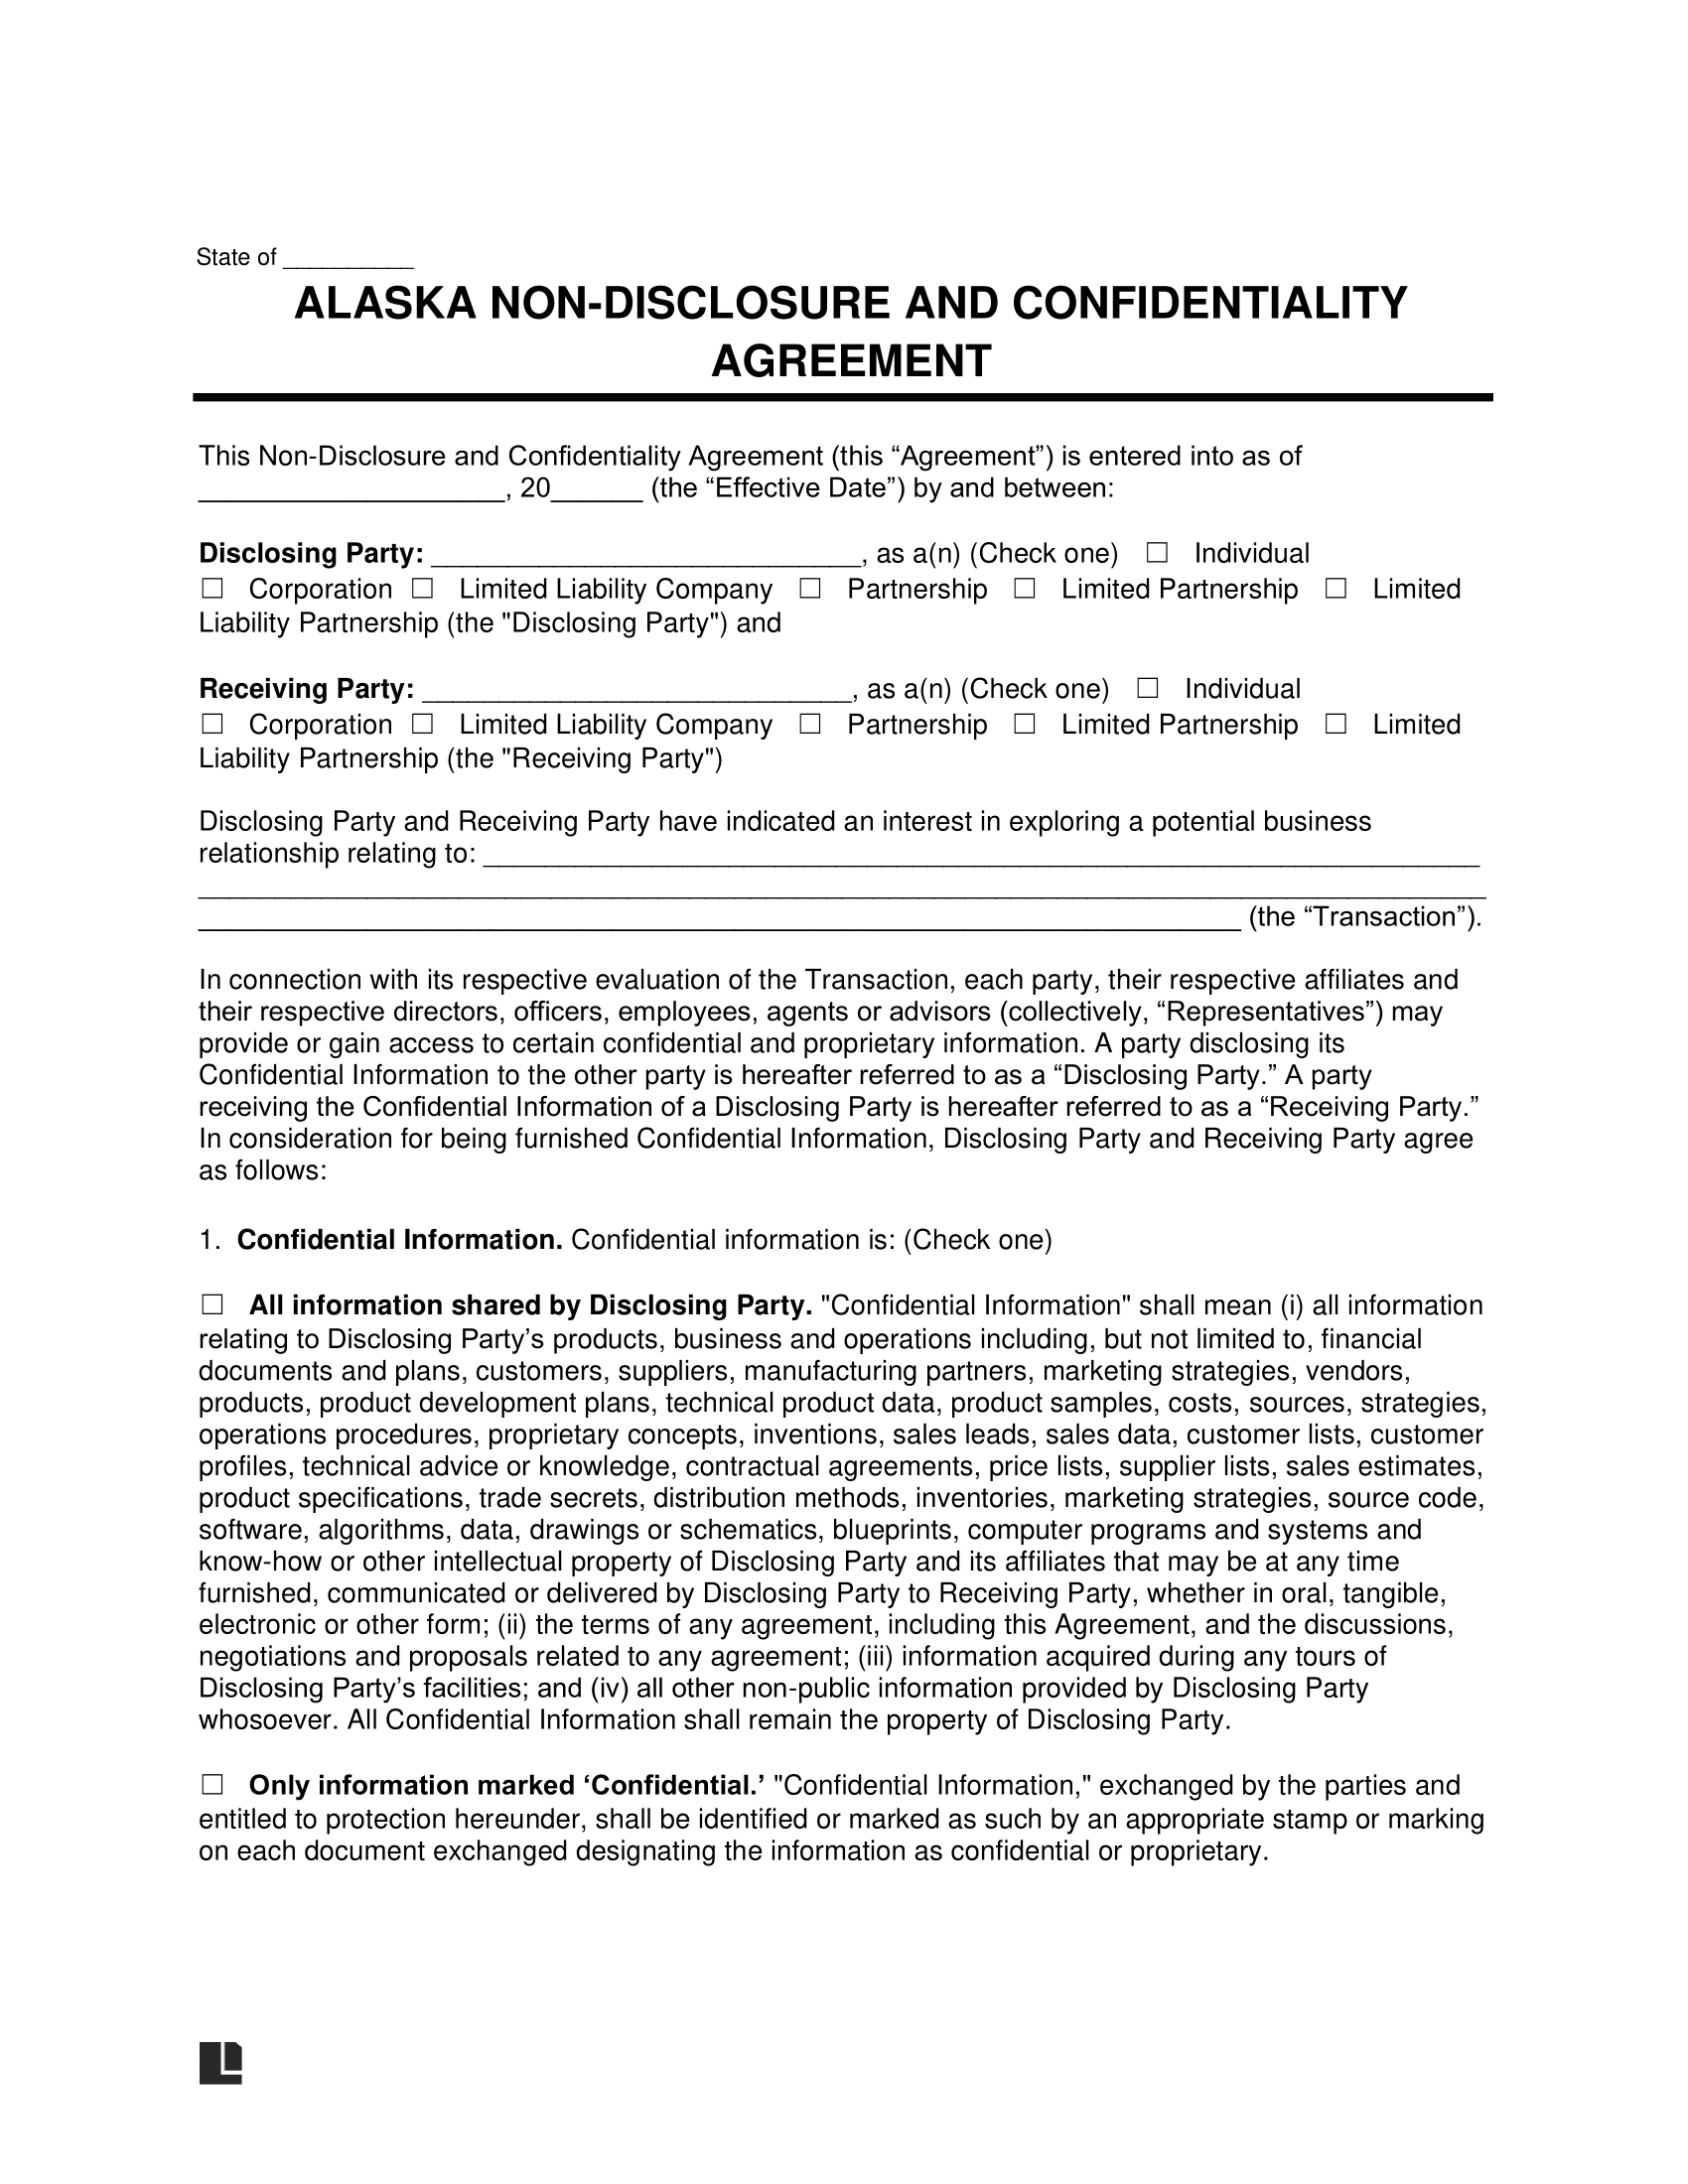 State of __________
ALASKA NON-DISCLOSURE AND CONFIDENTIALITY
AGREEMENT
This Non-Disclosure and Confidentiality Agreement (this “Agreement”) is entered into as of
____________________, 20______ (the “Effective Date”) by and between:
Disclosing Party: ____________________________, as a(n) (Check one) ☐ Individual
☐ Corporation ☐ Limited Liability Company ☐ Partnership ☐ Limited Partnership ☐ Limited
Liability Partnership (the "Disclosing Party") and
Receiving Party: ____________________________, as a(n) (Check one) ☐ Individual
☐ Corporation ☐ Limited Liability Company ☐ Partnership ☐ Limited Partnership ☐ Limited
Liability Partnership (the "Receiving Party")
Disclosing Party and Receiving Party have indicated an interest in exploring a potential business
relationship relating to: _________________________________________________________________
____________________________________________________________________________________
____________________________________________________________________ (the “Transaction”).
In connection with its respective evaluation of the Transaction, each party, their respective affiliates and
their respective directors, officers, employees, agents or advisors (collectively, “Representatives”) may
provide or gain access to certain confidential and proprietary information. A party disclosing its
Confidential Information to the other party is hereafter referred to as a “Disclosing Party.” A party
receiving the Confidential Information of a Disclosing Party is hereafter referred to as a “Receiving Party.”
In consideration for being furnished Confidential Information, Disclosing Party and Receiving Party agree
as follows:
1. Confidential Information. Confidential information is: (Check one)
☐ All information shared by Disclosing Party. "Confidential Information" shall mean (i) all information
relating to Disclosing Party’s products, business and operations including, but not limited to, financial
documents and plans, customers, suppliers, manufacturing partners, marketing strategies, vendors,
products, product development plans, technical product data, product samples, costs, sources, strategies,
operations procedures, proprietary concepts, inventions, sales leads, sales data, customer lists, customer
profiles, technical advice or knowledge, contractual agreements, price lists, supplier lists, sales estimates,
product specifications, trade secrets, distribution methods, inventories, marketing strategies, source code,
software, algorithms, data, drawings or schematics, blueprints, computer programs and systems and
know-how or other intellectual property of Disclosing Party and its affiliates that may be at any time
furnished, communicated or delivered by Disclosing Party to Receiving Party, whether in oral, tangible,
electronic or other form; (ii) the terms of any agreement, including this Agreement, and the discussions,
negotiations and proposals related to any agreement; (iii) information acquired during any tours of
Disclosing Party’s facilities; and (iv) all other non-public information provided by Disclosing Party
whosoever. All Confidential Information shall remain the property of Disclosing Party.
☐ Only information marked ‘Confidential.’ "Confidential Information," exchanged by the parties and
entitled to protection hereunder, shall be identified or marked as such by an appropriate stamp or marking
on each document exchanged designating the information as confidential or proprietary.